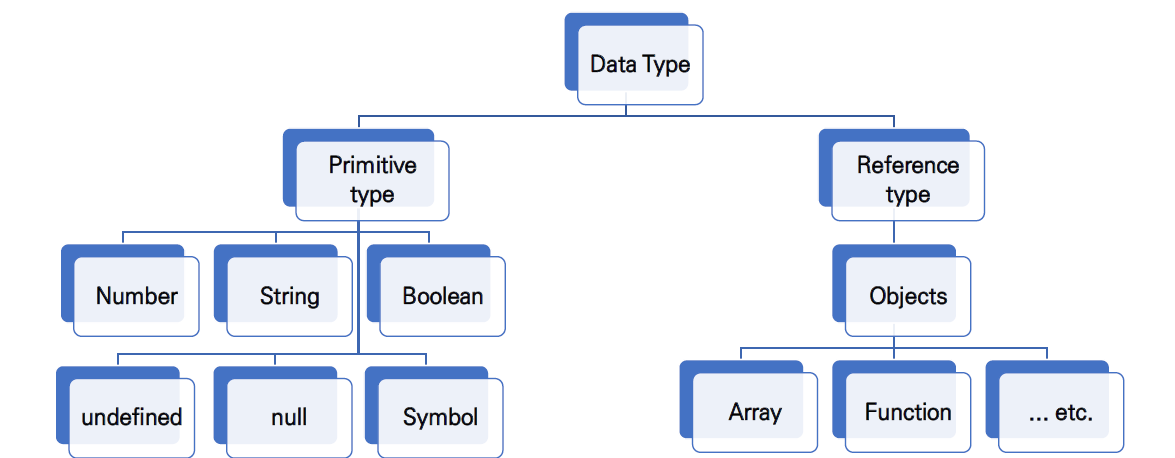 Data Type
Primitive
type
Reference
type
Number
String
Boolean
Objects
undefined
null
Symbol
Array
Function
... etc.